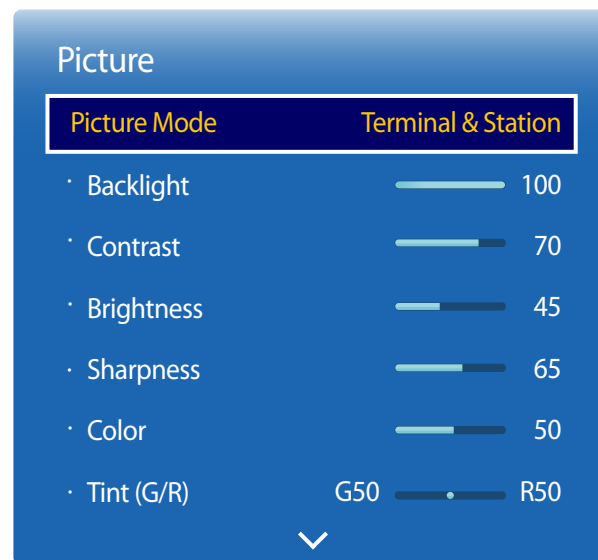 Picture
Picture Mode Terminal & Station
· Backlight 100
· Contrast 70
· Brightness 45
· Sharpness 65
· Color 50
· Tint (G/R) G50 R50